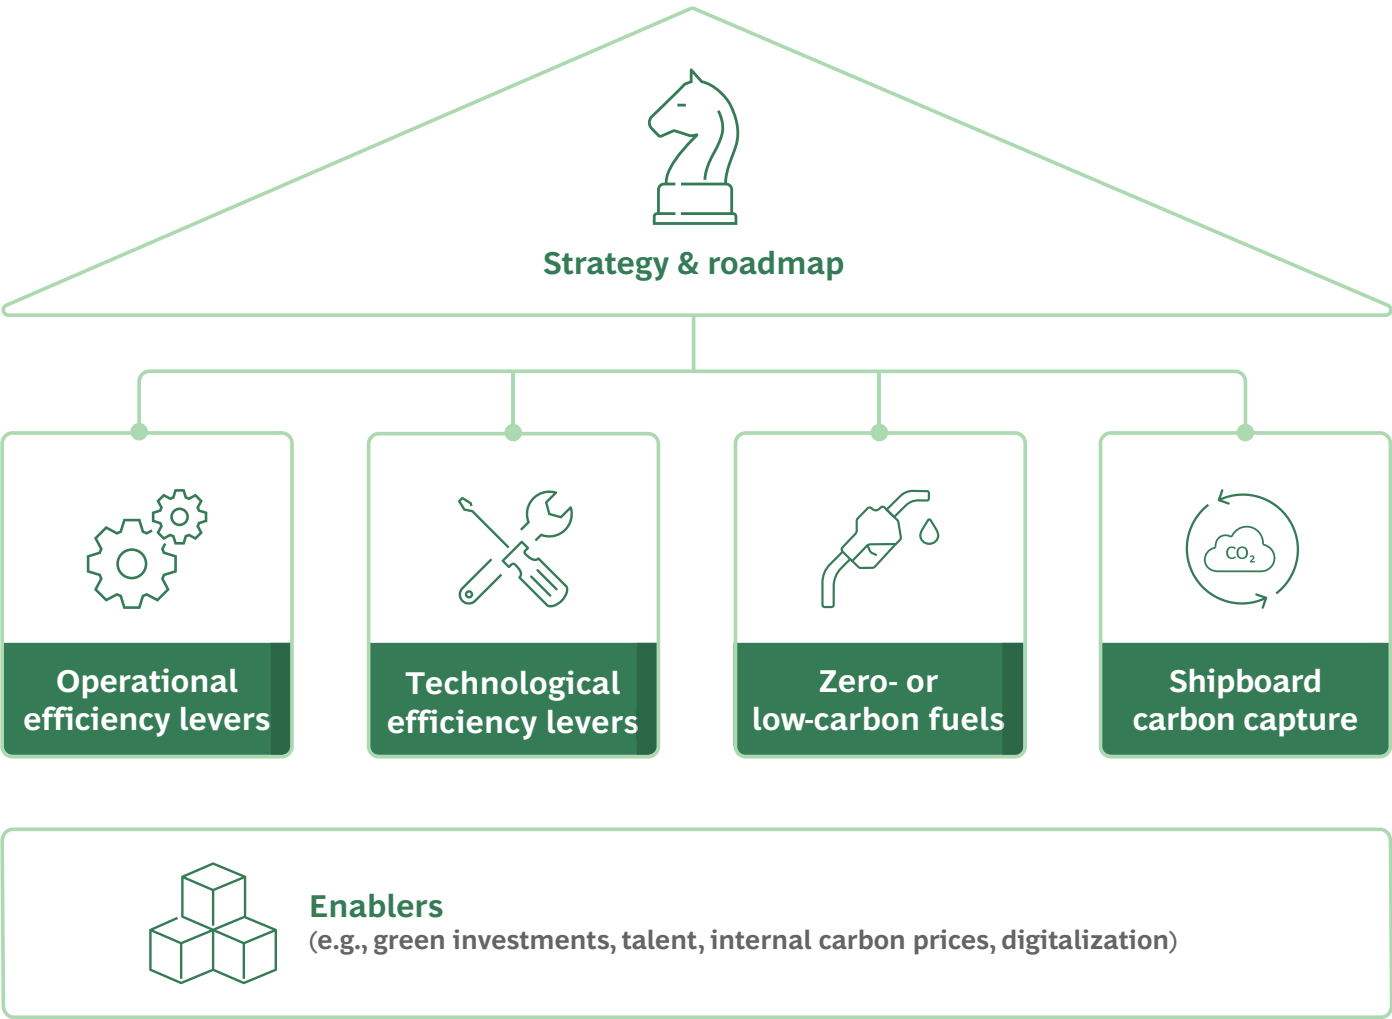 Strategy & roadmap
Operational
efficiency levers
Technological
efficiency levers
Zero- or
low-carbon fuels
CO₂
Shipboard
carbon capture
Enablers
(e.g., green investments, talent, internal carbon prices, digitalization)